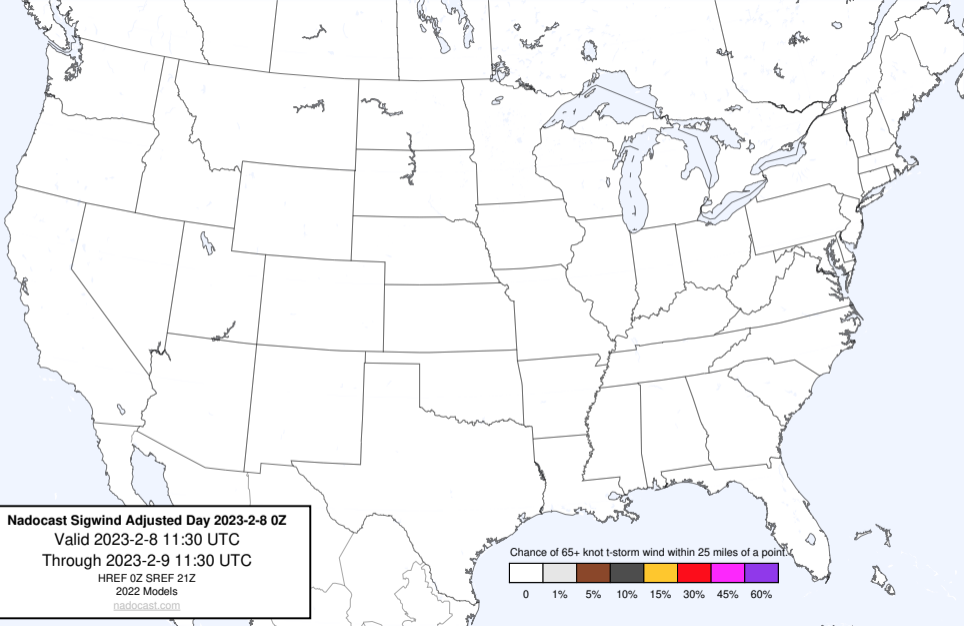 Nadocast Sigwind Adjusted Day 2023-2-8 0Z
Valid 2023-2-8 11:30 UTC
Through 2023-2-9 11:30 UTC
HREF 0Z SREF 21Z
2022 Models
nadocast.com
Chance of 65+ knot t-storm wind within 25 miles of a point.
0 1% 5% 10% 15% 30% 45% 60%